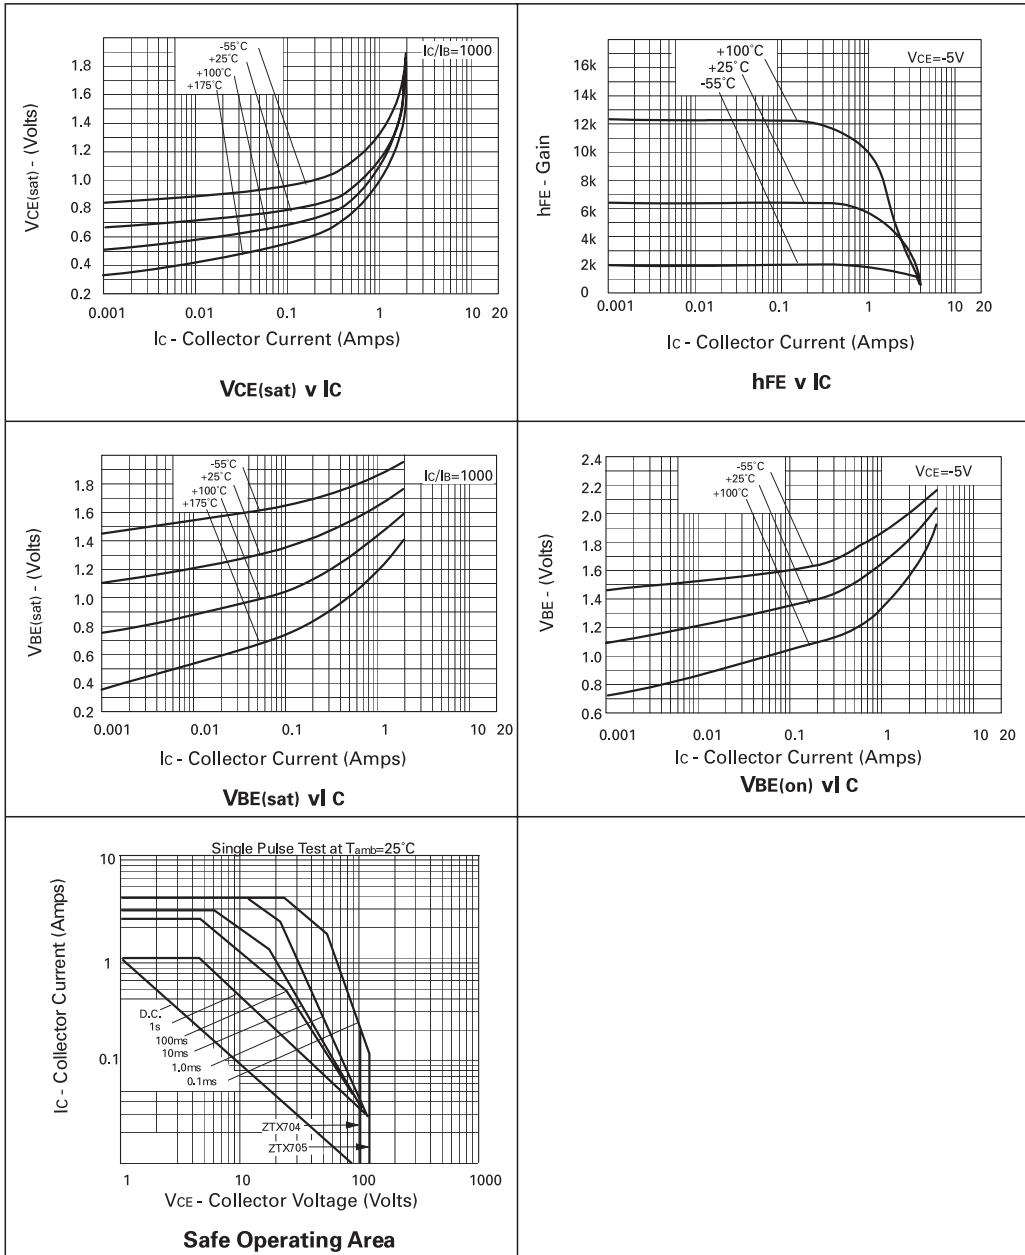 -55°C
+25°C
+100°C
+175°C
IC/IB=1000
1.8
1.6
1.4
1.2
1.0
0.8
0.6
0.4
0.2
VCE(sat) - (Volts)
0.001 0.01 0.1 1 10 20
IC - Collector Current (Amps)
VCE(sat) v IC
+100°C
+25°C
-55°C
VCE=-5V
16k
14k
12k
10k
8k
6k
4k
2k
0
hFE - Gain
0.001 0.01 0.1 1 10 20
IC - Collector Current (Amps)
hFE v IC
-55°C
+25°C
+100°C
+175°C
IC/IB=1000
1.8
1.6
1.4
1.2
1.0
0.8
0.6
0.4
0.2
VBE(sat) - (Volts)
0.001 0.01 0.1 1 10 20
IC - Collector Current (Amps)
VBE(sat) vI C
-55°C
+25°C
+100°C
VCE=-5V
2.4
2.2
2.0
1.8
1.6
1.4
1.2
1.0
0.8
0.6
VBE - (Volts)
0.001 0.01 0.1 1 10 20
IC - Collector Current (Amps)
VBE(on) vI C
Single Pulse Test at Tamb=25°C
10
1
0.1
IC - Collector Current (Amps)
D.C.
1s
100ms
10ms
1.0ms
0.1ms
ZTX704
ZTX705
1 10 100 1000
VCE - Collector Voltage (Volts)
Safe Operating Area